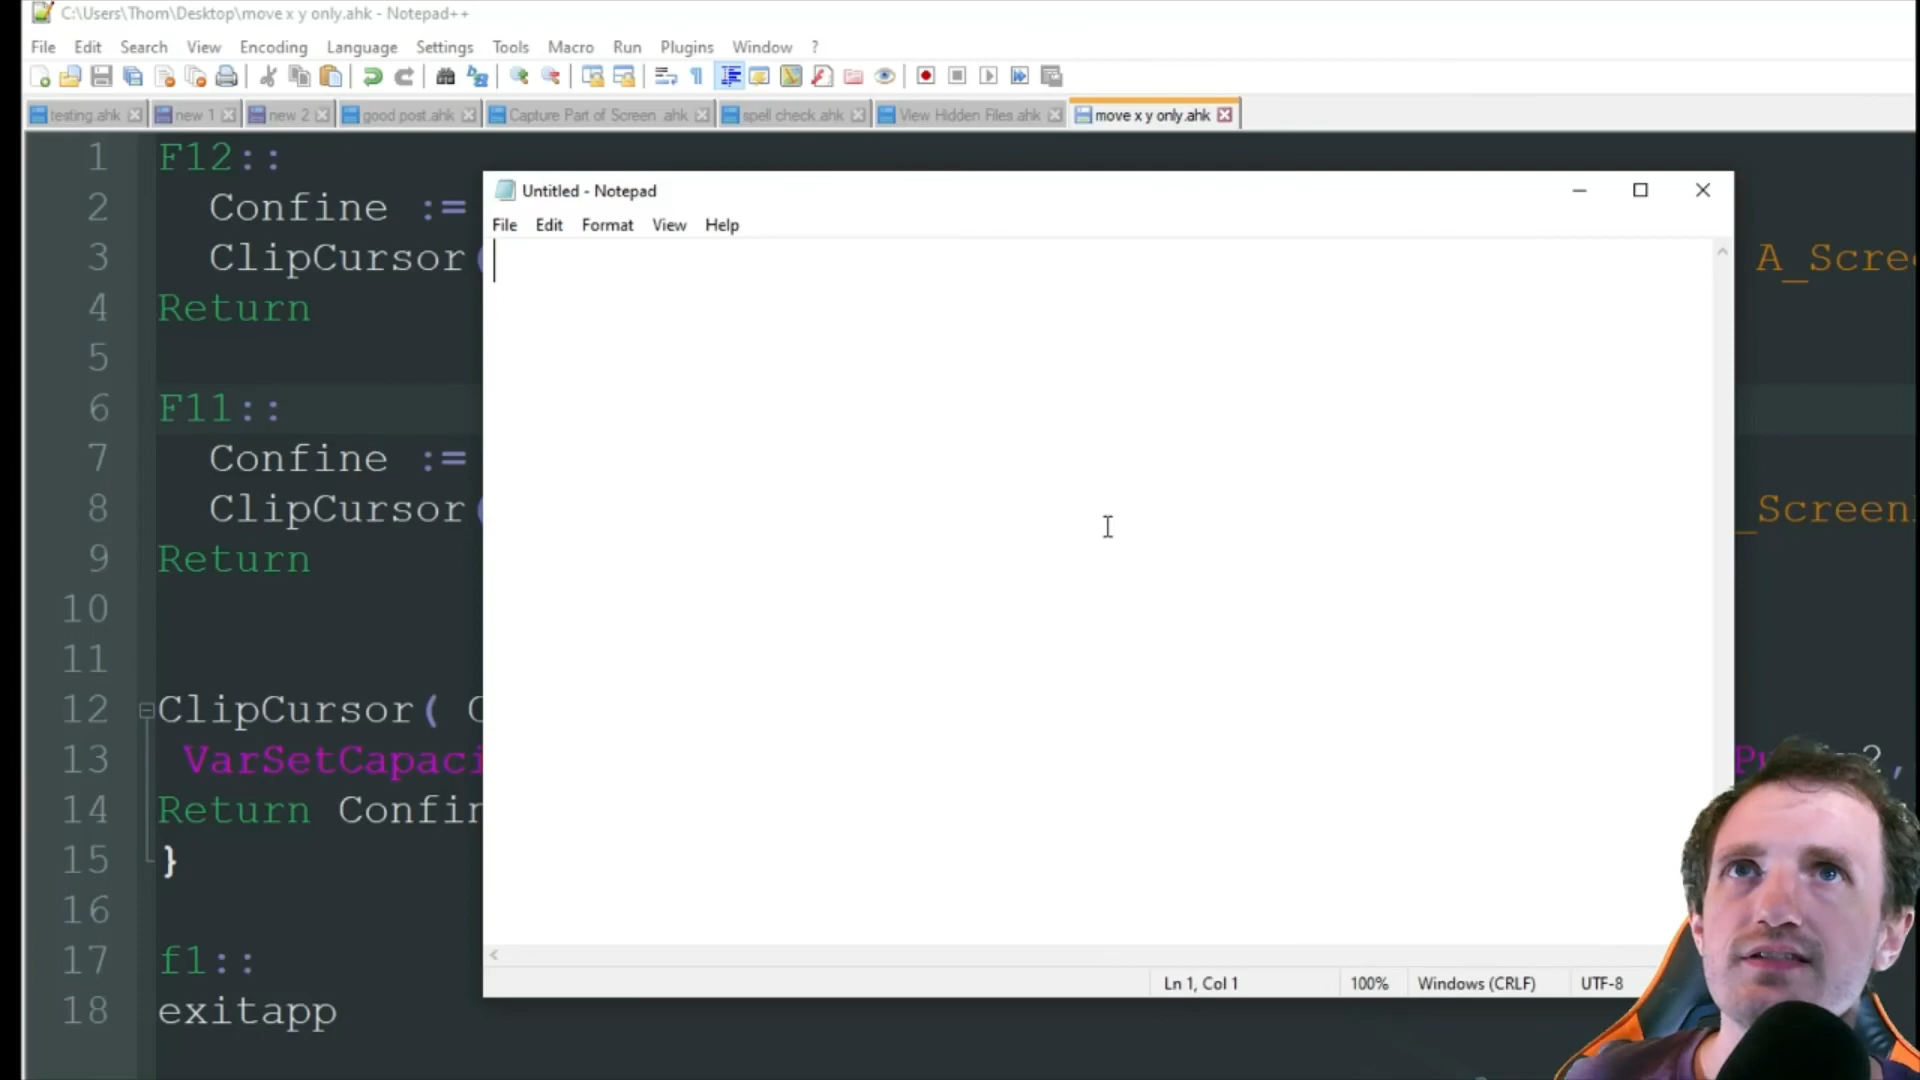 C:\Users\Thom\Desktop\move x y only.ahk - Notepad++
File Edit Search View Encoding Language Settings Tools Macro Run Plugins Window ?
testing.ahk new 1 new 2 good post.ahk Capture Part of Screen .ahk spell check.ahk View Hidden Files.ahk move x y only.ahk
1 F12::
2 Confine :=
3 ClipCursor( A_Scre
4 Return
5
6 F11::
7 Confine :=
8 ClipCursor( _Screen
9 Return
10
11
12 ClipCursor( C
13 VarSetCapaci
14 Return Confin
15 }
16
17 f1::
18 exitapp
Untitled - Notepad
File Edit Format View Help
Ln 1, Col 1 100% Windows (CRLF) UTF-8